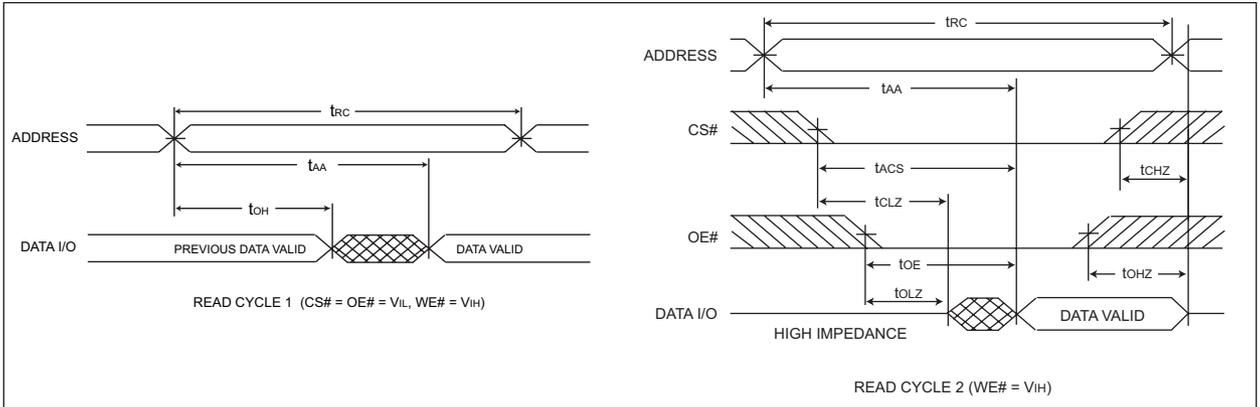 tRC
ADDRESS
tAA
tOH
DATA I/O
PREVIOUS DATA VALID
DATA VALID
READ CYCLE 1 (CS# = OE# = VIL, WE# = VIH)
tRC
ADDRESS
tAA
CS#
tACS
tCHZ
tCLZ
OE#
tOE
tOHZ
tOLZ
DATA I/O
DATA VALID
HIGH IMPEDANCE
READ CYCLE 2 (WE# = VIH)